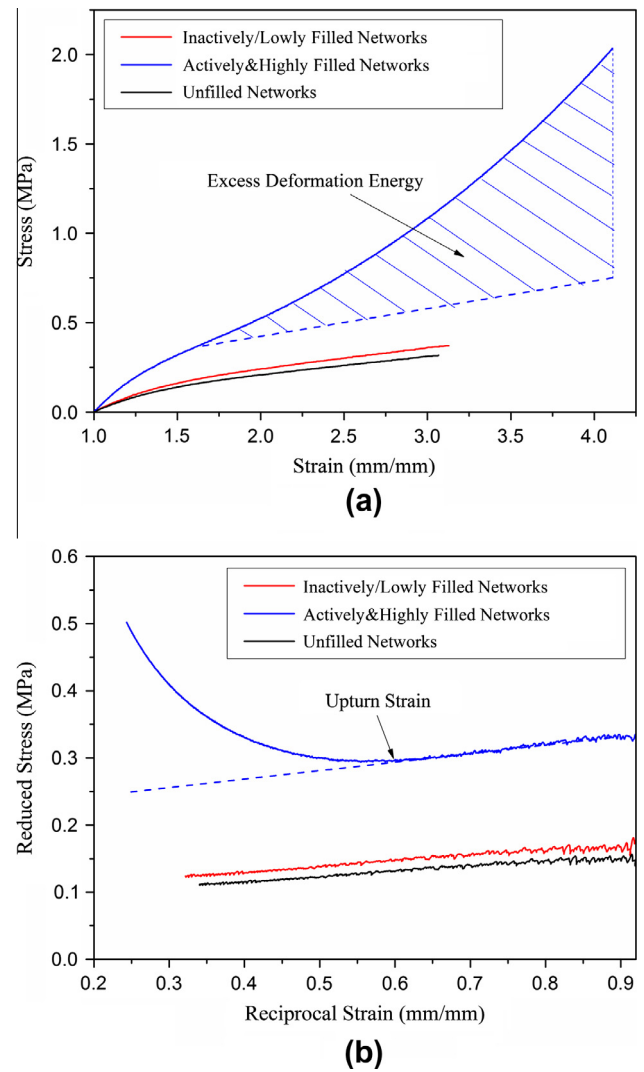 Inactively/Lowly Filled Networks
Actively&Highly Filled Networks
Unfilled Networks
Excess Deformation Energy
Stress (MPa)
2.0
1.5
1.0
0.5
0.0
1.0 1.5 2.0 2.5 3.0 3.5 4.0
Strain (mm/mm)
(a)
Inactively/Lowly Filled Networks
Actively&Highly Filled Networks
Unfilled Networks
Upturn Strain
Reduced Stress (MPa)
0.6
0.5
0.4
0.3
0.2
0.1
0.0
0.2 0.3 0.4 0.5 0.6 0.7 0.8 0.9
Reciprocal Strain (mm/mm)
(b)